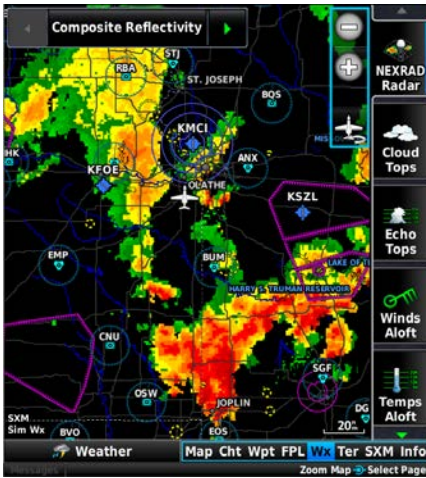 Composite Reflectivity
NEXRAD
Radar
STJ
RBA
ST. JOSEPH
BQS
KMCI
MIS
Cloud
Tops
HK
ANX
KFOE
OLATHE
KSZL
Echo
Tops
EMP
BUM
LAKE OF T
HARRY S. TRUMAN RESERVOIR
Winds
Aloft
CNU
SGF
OSW
JOPLIN
DG
Temps
Aloft
SXM
Sim Wx
BVO
EOS
20
Weather
Map Cht Wpt FPL Wx Ter SXM Info
Messages
Zoom Map Select Page